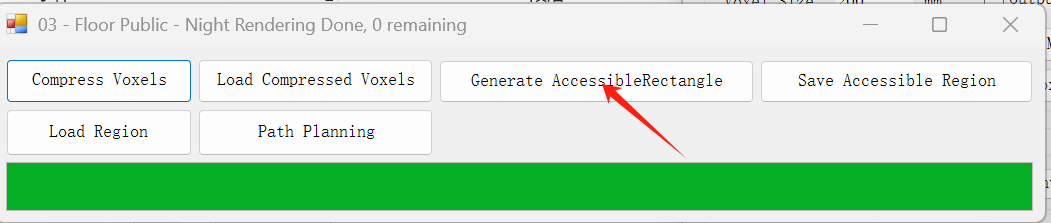 03 - Floor Public - Night Rendering Done, 0 remaining
Compress Voxels
Load Compressed Voxels
Generate AccessibleRectangle
Save Accessible Region
Load Region
Path Planning